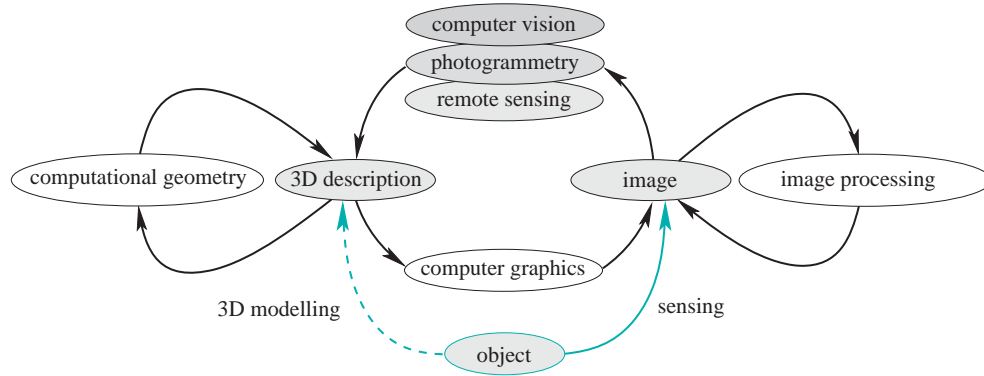 computer vision
photogrammetry
remote sensing
computational geometry
3D description
image
image processing
computer graphics
3D modelling
sensing
object